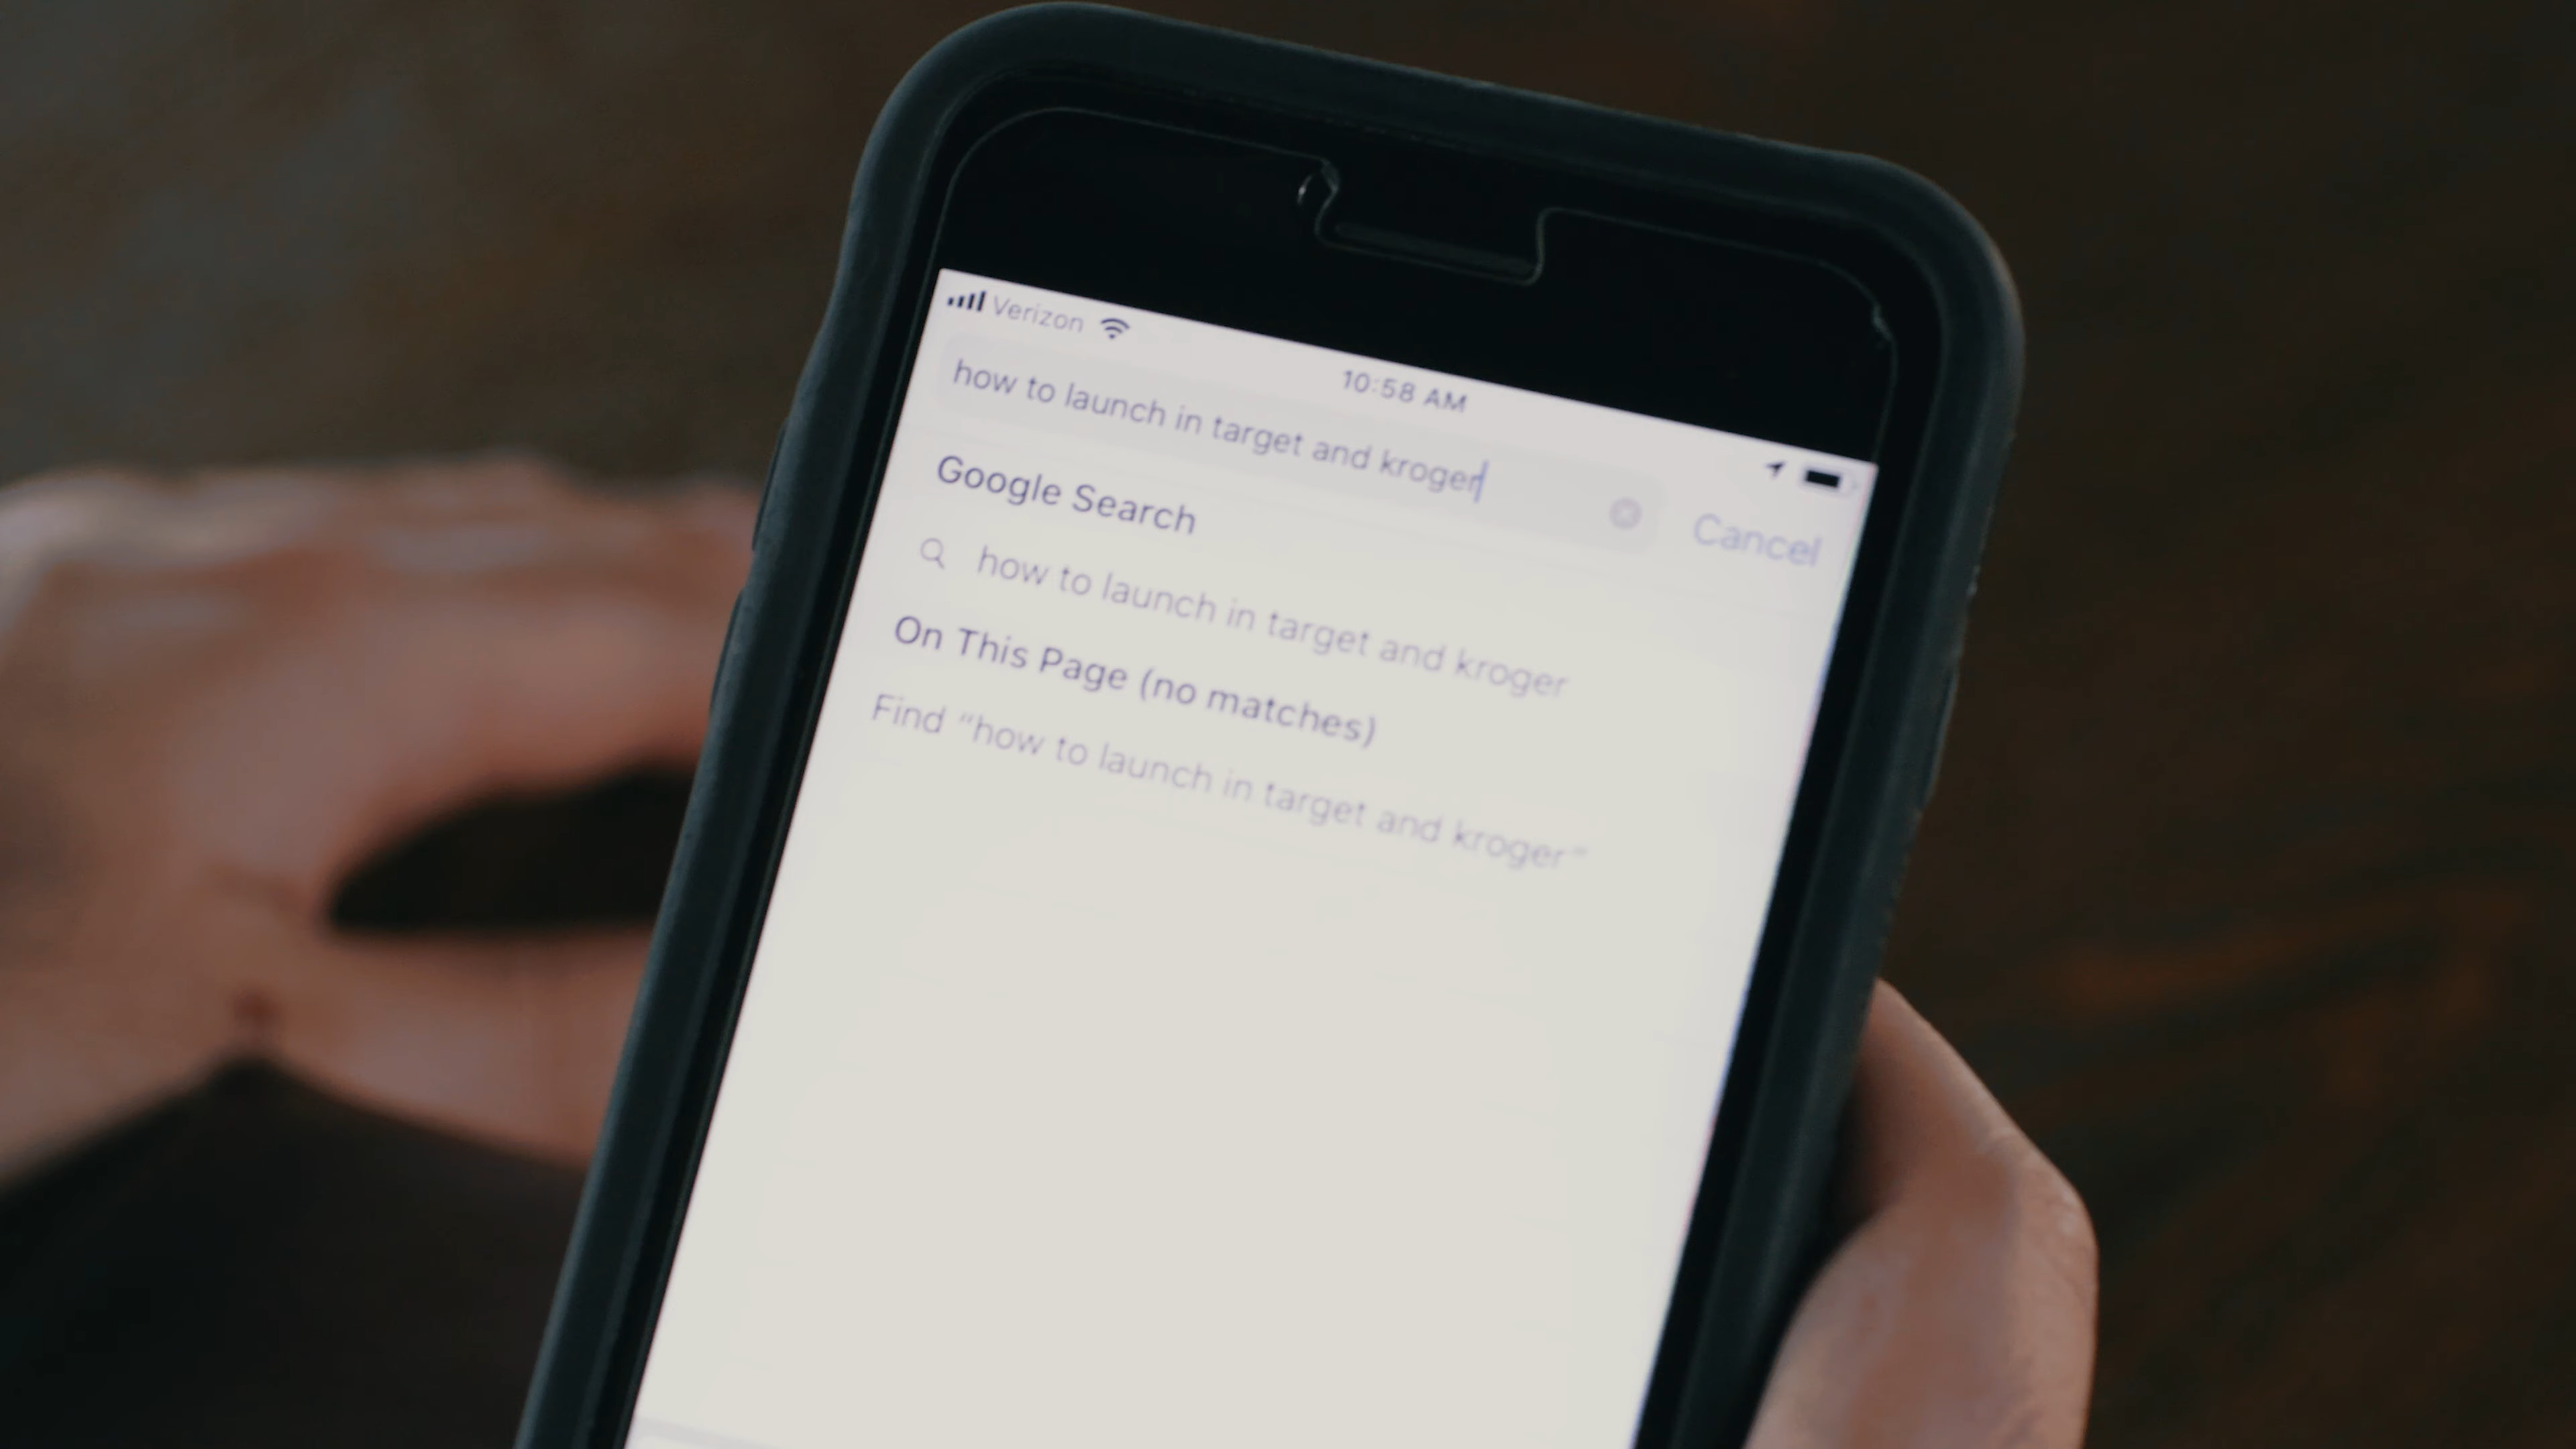 Verizon
10:58 AM
how to launch in target and kroger
Cancel
Google Search
how to launch in target and kroger
On This Page (no matches)
Find “how to launch in target and kroger”